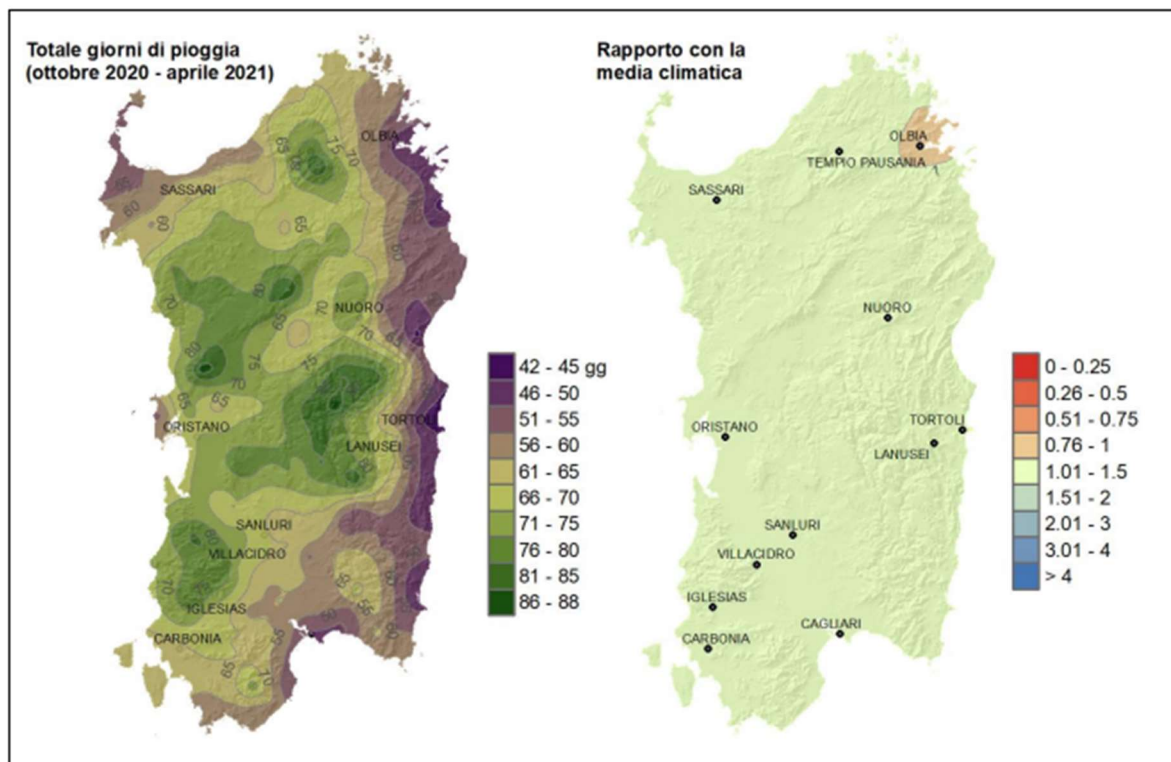 Totale giorni di pioggia
(ottobre 2020 - aprile 2021)
OLBIA
SASSARI
NUORO
ORISTANO
TORTOLI
LANUSEI
SANLURI
VILLACIDRO
IGLESIAS
CARBONIA
42 - 45 gg
46 - 50
51 - 55
56 - 60
61 - 65
66 - 70
71 - 75
76 - 80
81 - 85
86 - 88
Rapporto con la
media climatica
OLBIA
TEMPIO PAUSANIA
1
SASSARI
NUORO
ORISTANO
TORTOLI
LANUSEI
SANLURI
VILLACIDRO
IGLESIAS
CAGLIARI
CARBONIA
0 - 0.25
0.26 - 0.5
0.51 - 0.75
0.76 - 1
1.01 - 1.5
1.51 - 2
2.01 - 3
3.01 - 4
> 4